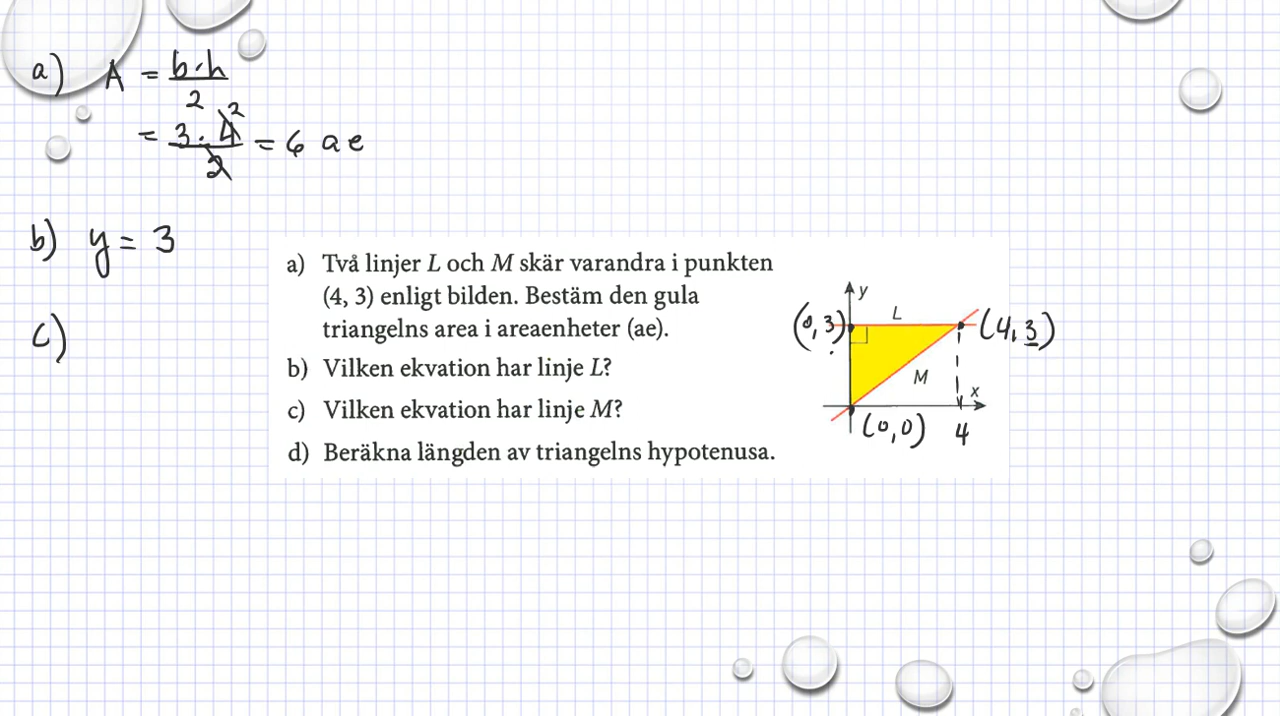 a) A = b·h
2
= 3·4 2 = 6 ae
2
b) y = 3
c)
a) Två linjer L och M skär varandra i punkten
(4, 3) enligt bilden. Bestäm den gula
triangelns area i areaenheter (ae).
b) Vilken ekvation har linje L?
c) Vilken ekvation har linje M?
d) Beräkna längden av triangelns hypotenusa.
y
L
(0,3)
(4,3)
M
x
(0,0)
4